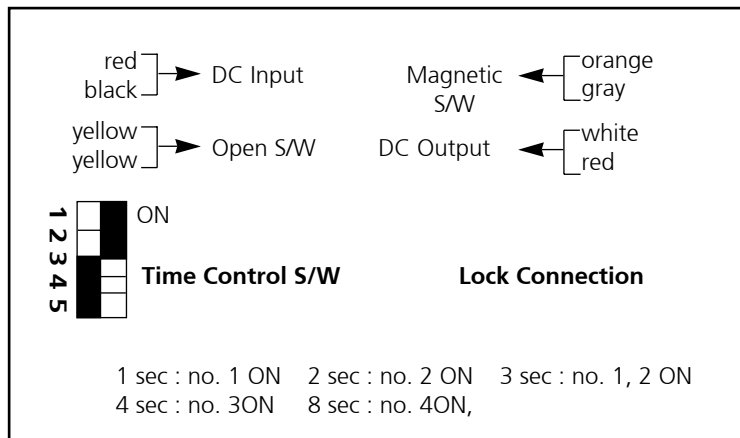 red
black
DC Input
Magnetic
S/W
orange
gray
yellow
yellow
Open S/W
DC Output
white
red
1 2 3 4 5
ON
Time Control S/W
Lock Connection
1 sec : no. 1 ON 2 sec : no. 2 ON 3 sec : no. 1, 2 ON
4 sec : no. 3ON 8 sec : no. 4ON,